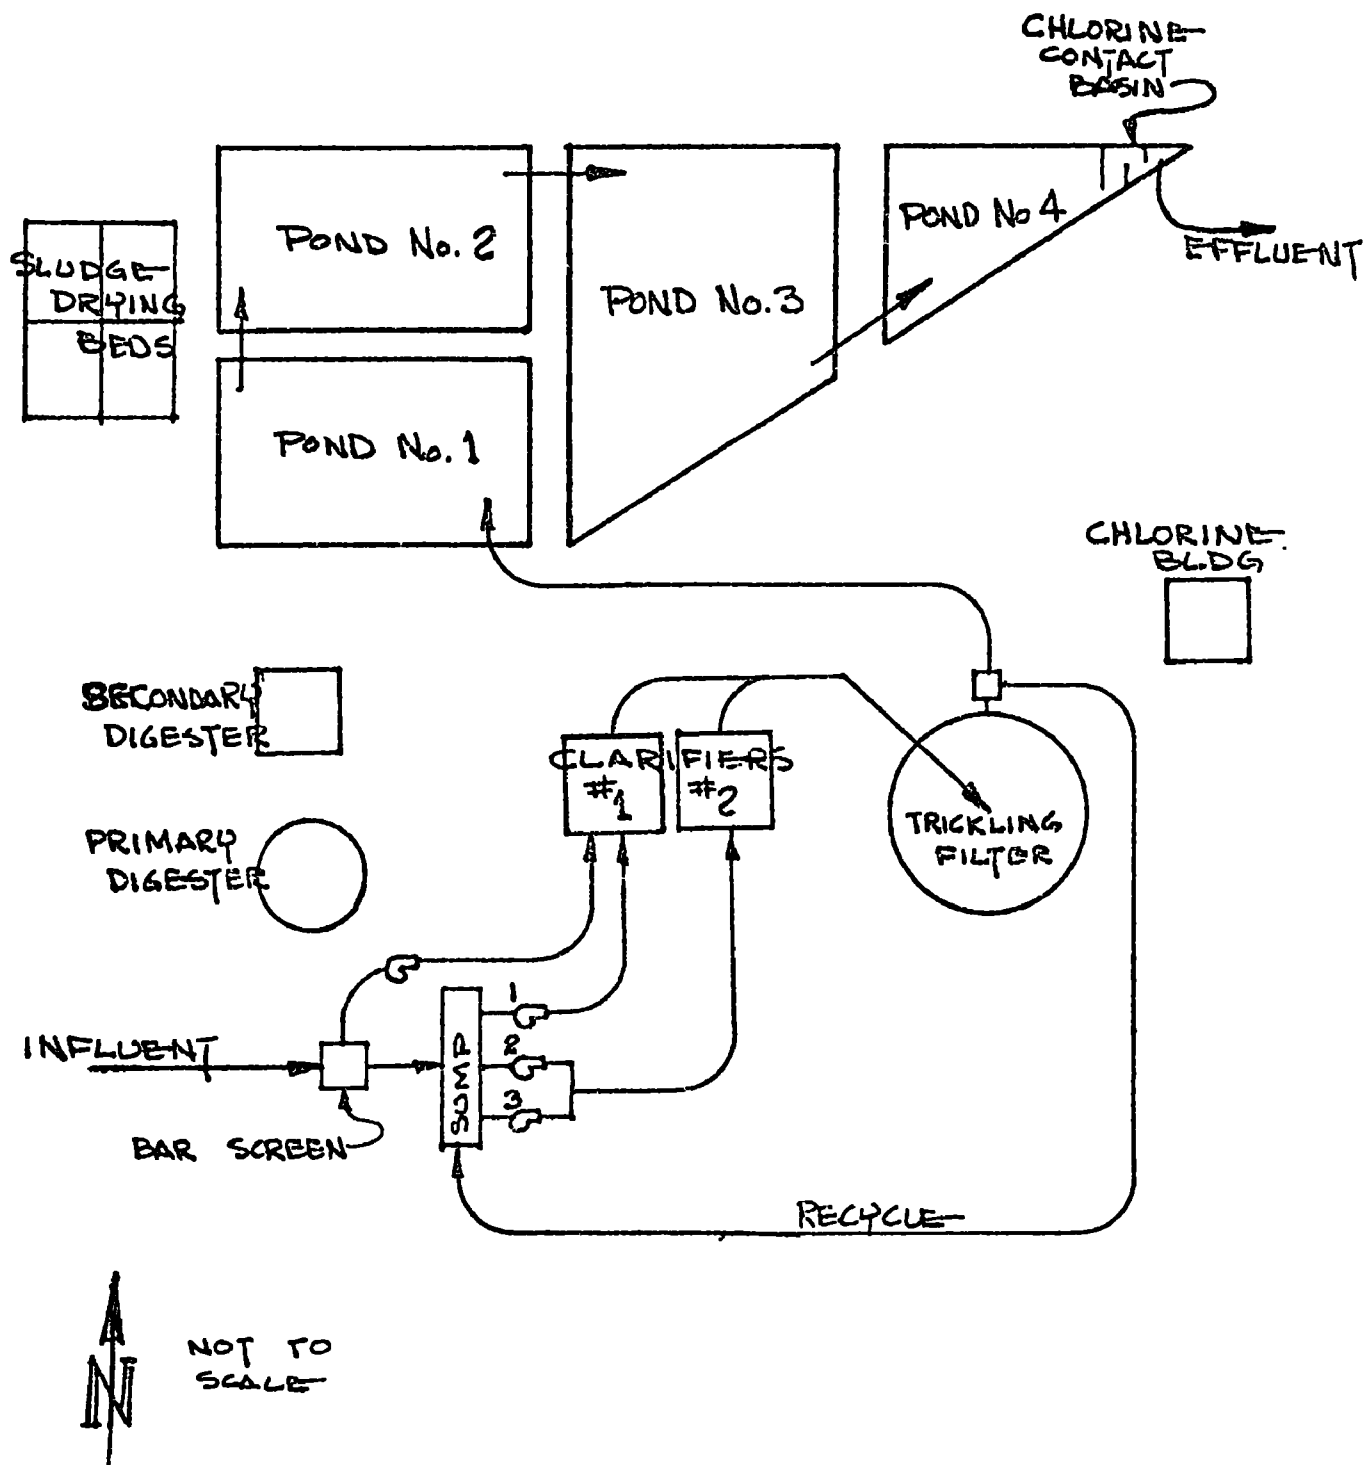 CHLORINE
CONTACT
BASIN
POND No. 2
POND No. 3
POND No 4
EFFLUENT
SLUDGE
DRYING
BEDS
POND No. 1
CHLORINE
BLDG
SECONDARY
DIGESTER
CLARIFIERS
#1 #2
PRIMARY
DIGESTER
TRICKLING
FILTER
INFLUENT
SUMP
1
2
3
BAR SCREEN
RECYCLE
N
NOT TO
SCALE